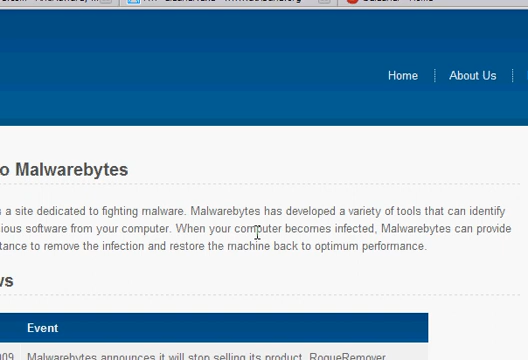 Home About Us
o Malwarebytes
a site dedicated to fighting malware. Malwarebytes has developed a variety of tools that can identify
ious software from your computer. When your computer becomes infected, Malwarebytes can provide
tance to remove the infection and restore the machine back to optimum performance.
ws
Event
009 Malwarebytes announces it will stop selling its product, RogueRemover